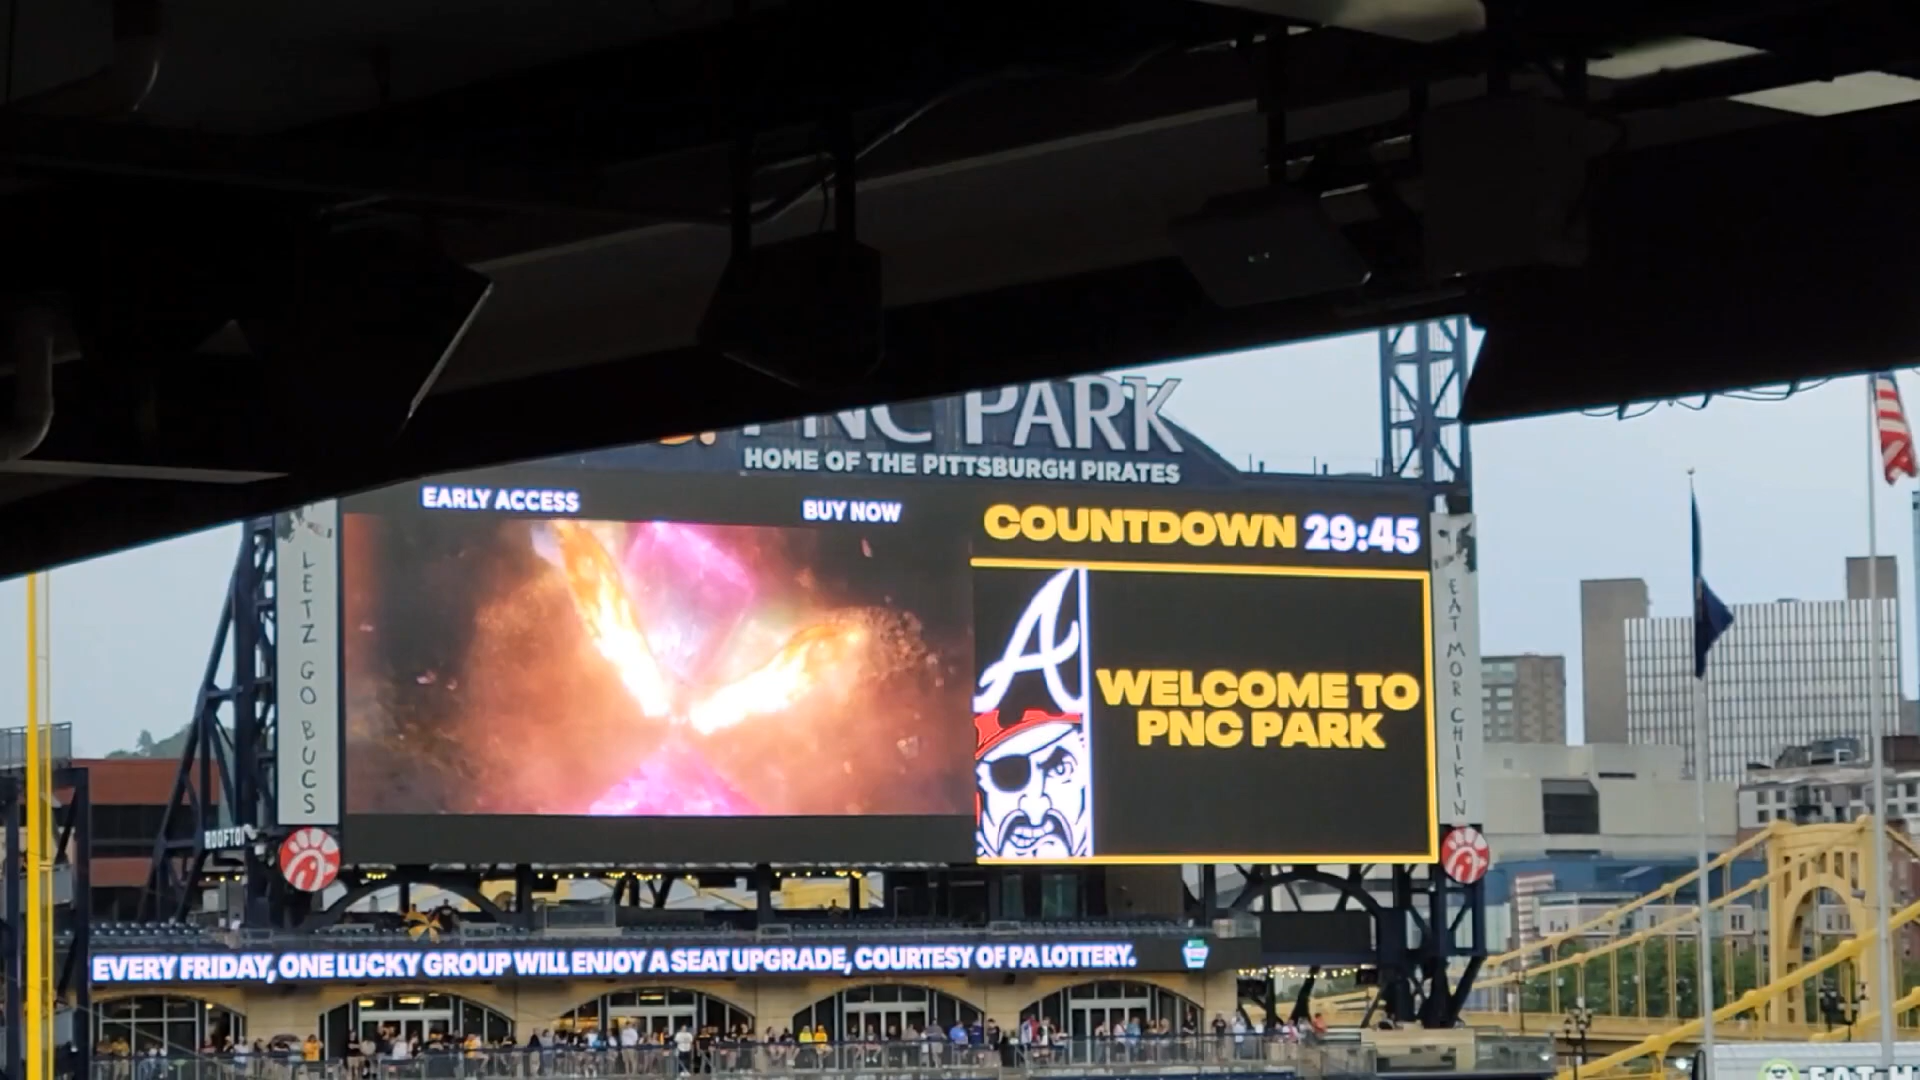 PNC PARK
HOME OF THE PITTSBURGH PIRATES
EARLY ACCESS
BUY NOW
COUNTDOWN 29:45
A
WELCOME TO
PNC PARK
LETZ GO BUCS
EAT MOR CHIKIN
ROOFTO
EVERY FRIDAY, ONE LUCKY GROUP WILL ENJOY A SEAT UPGRADE, COURTESY OF PA LOTTERY.